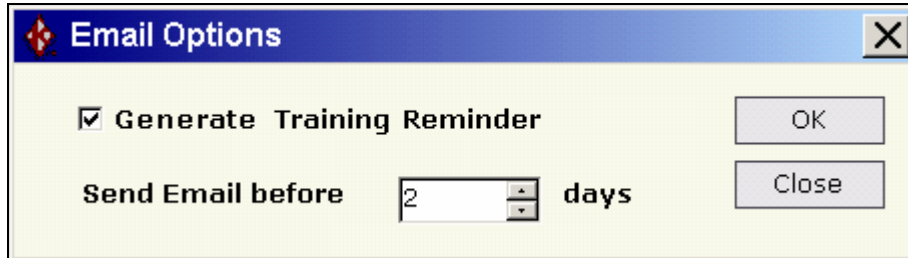 Email Options
Generate Training Reminder
OK
Send Email before 2 days
Close